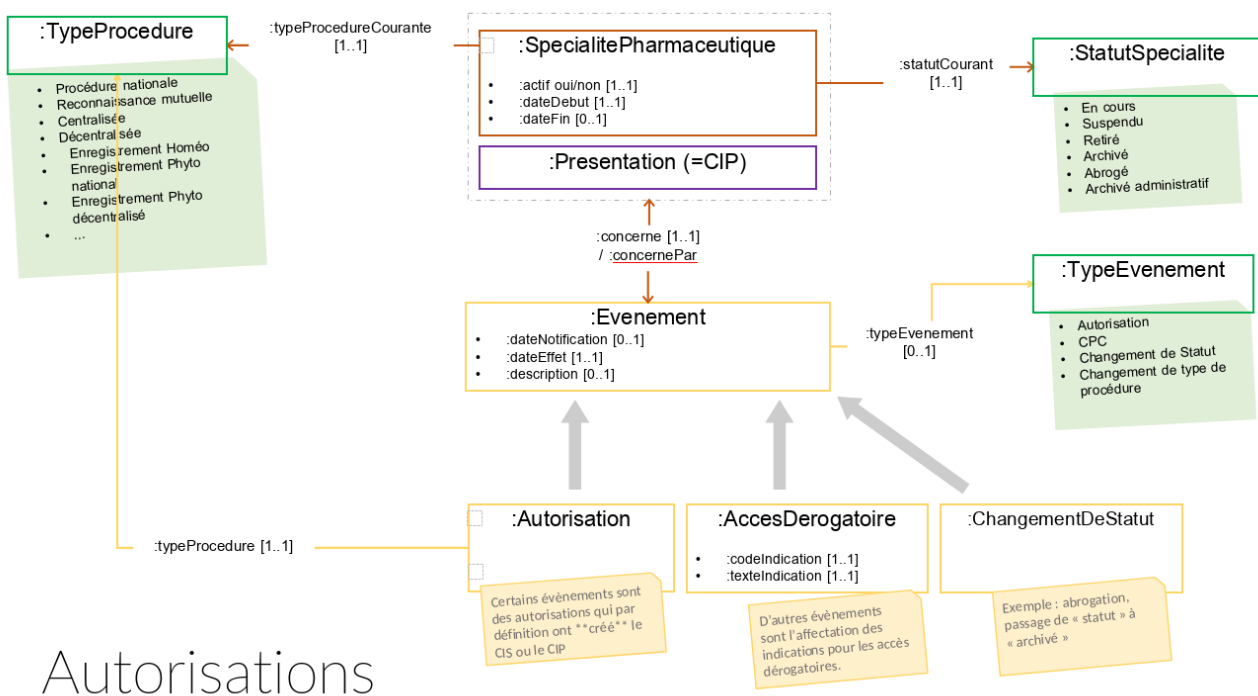 :TypeProcedure
Procédure nationale
Reconnaissance mutuelle
Centralisée
Décentralisée
Enregistrement Homéo
Enregistrement Phyto
national
Enregistrement Phyto
décentralisé
...
:typeProcedureCourante
[1..1]
:SpecialitePharmaceutique
:actif oui/non [1..1]
:dateDebut [1..1]
:dateFin [0..1]
:Presentation (=CIP)
:statutCourant
[1..1]
:StatutSpecialite
En cours
Suspendu
Retiré
Archivé
Abrogé
Archivé administratif
:concerne [1..1]
/ :concernePar
:Evenement
:dateNotification [0..1]
:dateEffet [1..1]
:description [0..1]
:typeEvenement
[0..1]
:TypeEvenement
Autorisation
CPC
Changement de Statut
Changement de type de
procédure
:typeProcedure [1..1]
:Autorisation
Certains évènements sont
des autorisations qui par
définition ont **créé** le
CIS ou le CIP
:AccesDerogatoire
:codeIndication [1..1]
:texteIndication [1..1]
D'autres évènements
sont l'affectation des
indications pour les accès
dérogatoires.
:ChangementDeStatut
Exemple : abrogation,
passage de « statut » à
« archivé »
Autorisations